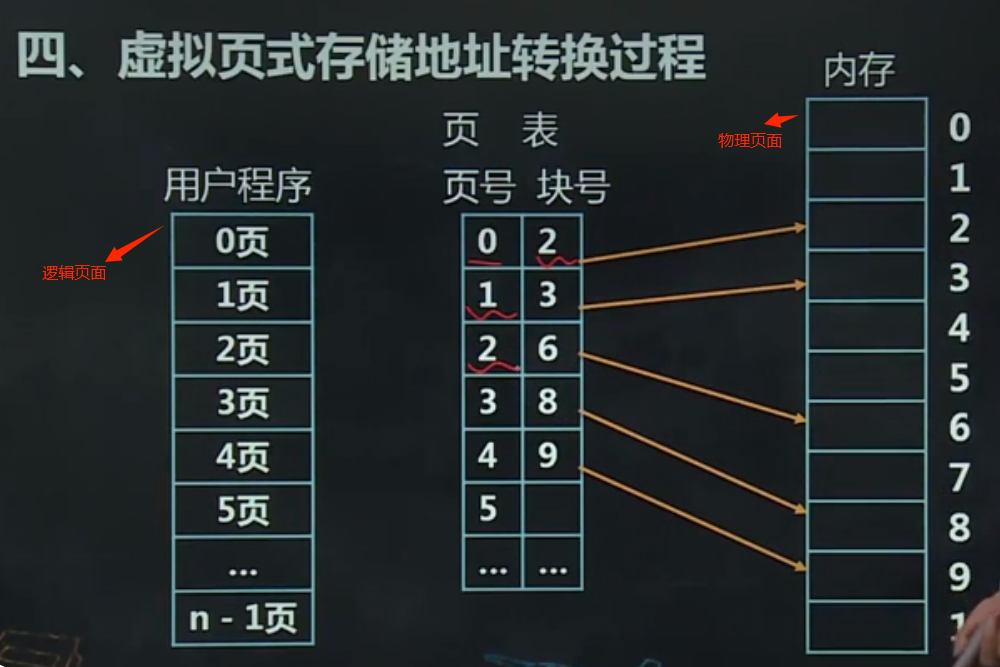 四、虚拟页式存储地址转换过程
内存
物理页面
页 表
页号 块号
用户程序
逻辑页面
0页
1页
2页
3页
4页
5页
...
n - 1页
0 2
1 3
2 6
3 8
4 9
5
... ...
0
1
2
3
4
5
6
7
8
9